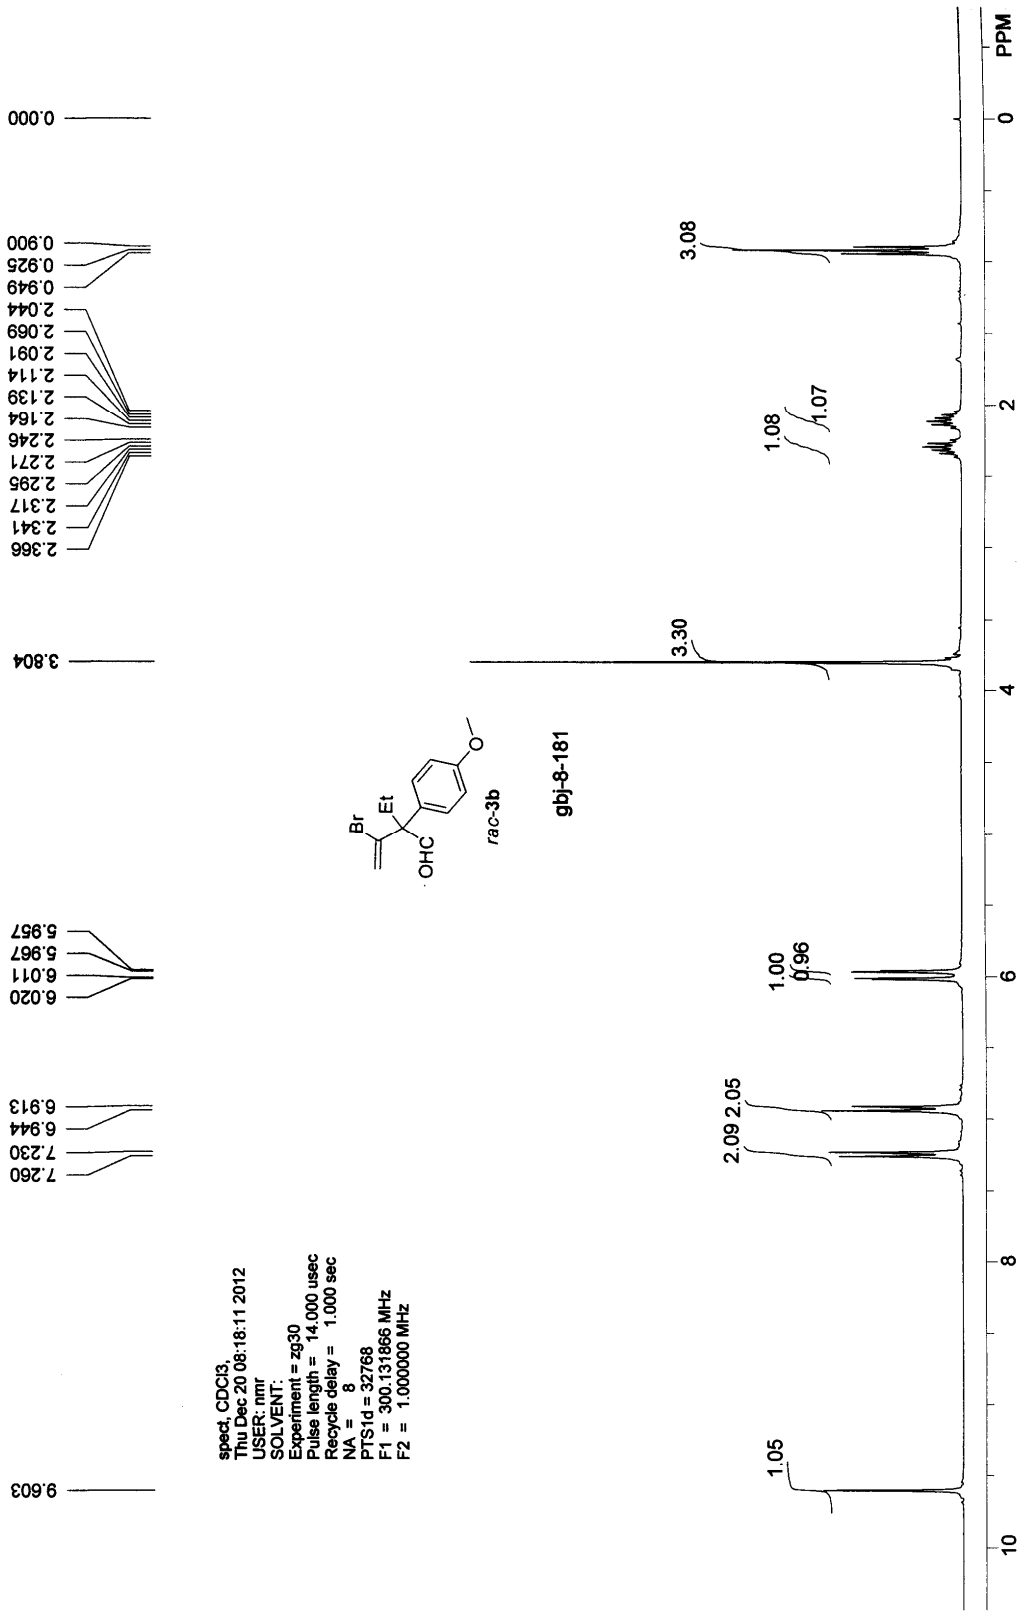 9.603
7.260
7.230
6.944
6.913
6.020
6.011
5.967
5.957
3.804
2.366
2.341
2.317
2.295
2.271
2.246
2.164
2.139
2.114
2.091
2.069
2.044
0.949
0.925
0.900
0.000
spect, CDCl3,
Thu Dec 20 08:18:11 2012
USER: nmr
SOLVENT:
Experiment = zg30
Pulse length = 14.000 usec
Recycle delay = 1.000 sec
NA = 8
PTS1d = 32768
F1 = 300.131866 MHz
F2 = 1.000000 MHz
Br
Et
OHC
O
rac-3b
gbj-8-181
1.05
2.09
2.05
1.00
0.96
3.30
1.08
1.07
3.08
10
8
6
4
2
0
PPM